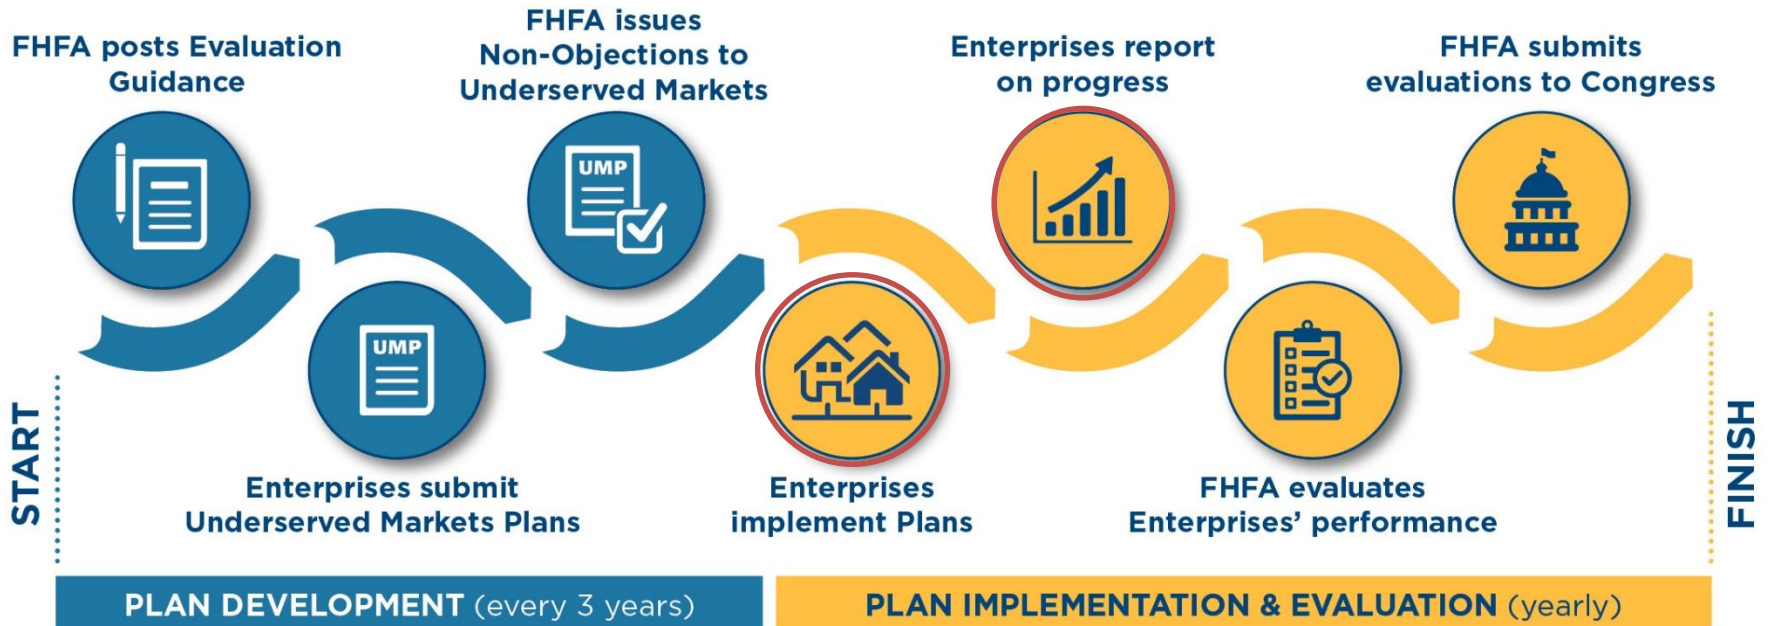 FHFA posts Evaluation
Guidance
FHFA issues
Non-Objections to
Underserved Markets
Enterprises report
on progress
FHFA submits
evaluations to Congress
UMP
UMP
START
Enterprises submit
Underserved Markets Plans
Enterprises
implement Plans
FHFA evaluates
Enterprises’ performance
FINISH
PLAN DEVELOPMENT (every 3 years)
PLAN IMPLEMENTATION & EVALUATION (yearly)